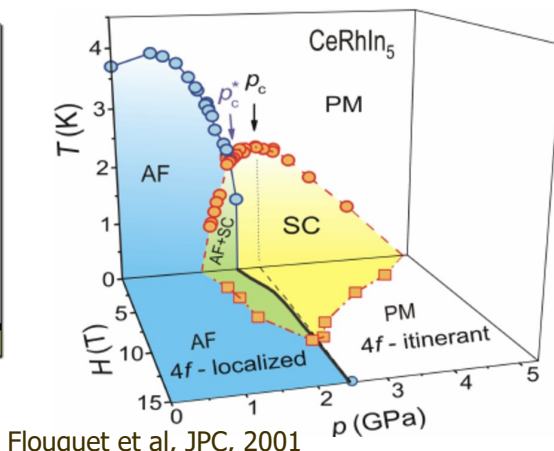 CeRhIn5
4
p*c pc
PM
3
T(K)
2
AF
SC
1
AF+SC
0
5
PM
AF
4f - itinerant
H(T)
10
4f - localized
15
0 1 2 3 4 5
p (GPa)
Flouquet et al, JPC, 2001